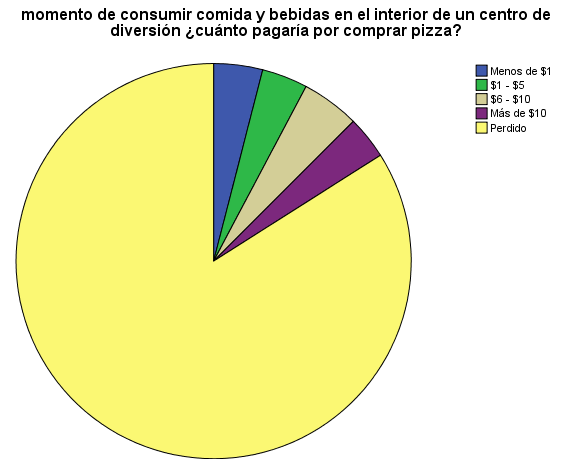 momento de consumir comida y bebidas en el interior de un centro de
diversión ¿cuánto pagaría por comprar pizza?
Menos de $1
$1 - $5
$6 - $10
Más de $10
Perdido